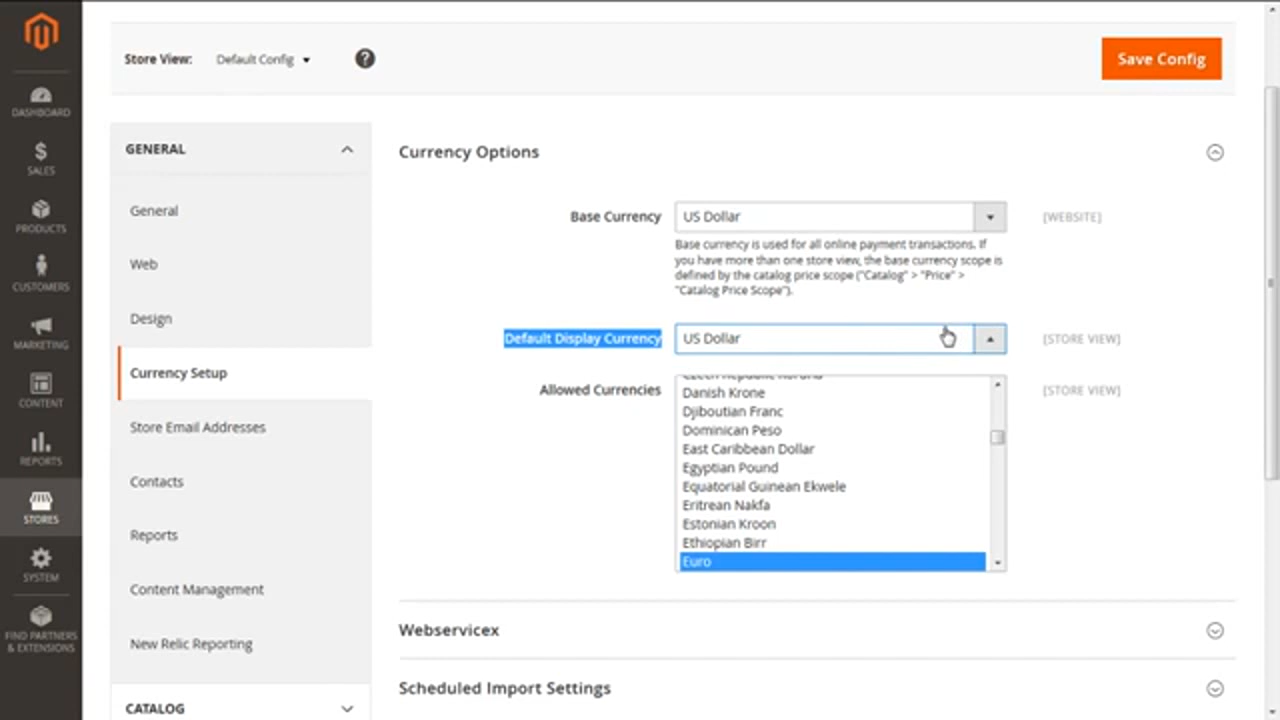 Store View: Default Config
?
Save Config
DASHBOARD
$
SALES
PRODUCTS
CUSTOMERS
MARKETING
CONTENT
REPORTS
STORES
SYSTEM
FIND PARTNERS
& EXTENSIONS
GENERAL
General
Web
Design
Currency Setup
Store Email Addresses
Contacts
Reports
Content Management
New Relic Reporting
CATALOG
Currency Options
Base Currency US Dollar [WEBSITE]
Base currency is used for all online payment transactions. If
you have more than one store view, the base currency scope is
defined by the catalog price scope ("Catalog" > "Price" >
"Catalog Price Scope").
Default Display Currency US Dollar [STORE VIEW]
Allowed Currencies [STORE VIEW]
Danish Krone
Djiboutian Franc
Dominican Peso
East Caribbean Dollar
Egyptian Pound
Equatorial Guinean Ekwele
Eritrean Nakfa
Estonian Kroon
Ethiopian Birr
Euro
Webservicex
Scheduled Import Settings